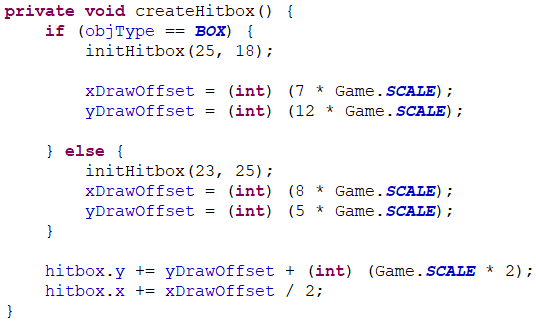 private void createHitbox() {
    if (objType == BOX) {
        initHitbox(25, 18);

        xDrawOffset = (int) (7 * Game.SCALE);
        yDrawOffset = (int) (12 * Game.SCALE);

    } else {
        initHitbox(23, 25);
        xDrawOffset = (int) (8 * Game.SCALE);
        yDrawOffset = (int) (5 * Game.SCALE);
    }

    hitbox.y += yDrawOffset + (int) (Game.SCALE * 2);
    hitbox.x += xDrawOffset / 2;
}